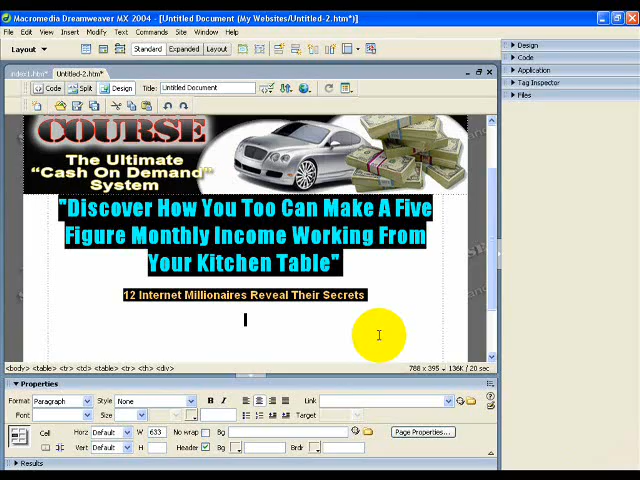 Macromedia Dreamweaver MX 2004 - [Untitled Document (My Websites/Untitled-2.htm*)]
File Edit View Insert Modify Text Commands Site Window Help
Layout Standard Expanded Layout
Design
Code
Application
Tag Inspector
Files
index1.htm* Untitled-2.htm*
Code Split Design Title: Untitled Document
COURSE
The Ultimate
"Cash On Demand"
System
"Discover How You Too Can Make A Five
Figure Monthly Income Working From
Your Kitchen Table"
12 Internet Millionaires Reveal Their Secrets
<body> <table> <tr> <td> <table> <tr> <th> <div> 788 x 395 136K / 20 sec
Properties
Format Paragraph Style None B I Link
Font Size Target
Cell Horz Default W 633 No wrap Bg Page Properties...
Vert Default H Header Bg Brdr
Results